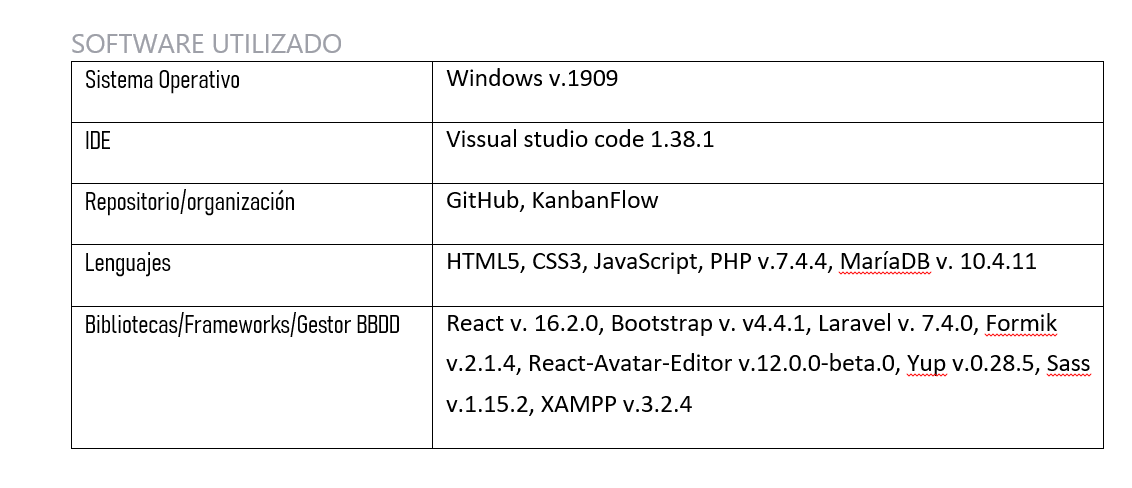 SOFTWARE UTILIZADO
Sistema Operativo
Windows v.1909
IDE
Vissual studio code 1.38.1
Repositorio/organización
GitHub, KanbanFlow
Lenguajes
HTML5, CSS3, JavaScript, PHP v.7.4.4, MaríaDB v. 10.4.11
Bibliotecas/Frameworks/Gestor BBDD
React v. 16.2.0, Bootstrap v. v4.4.1, Laravel v. 7.4.0, Formik
v.2.1.4, React-Avatar-Editor v.12.0.0-beta.0, Yup v.0.28.5, Sass
v.1.15.2, XAMPP v.3.2.4